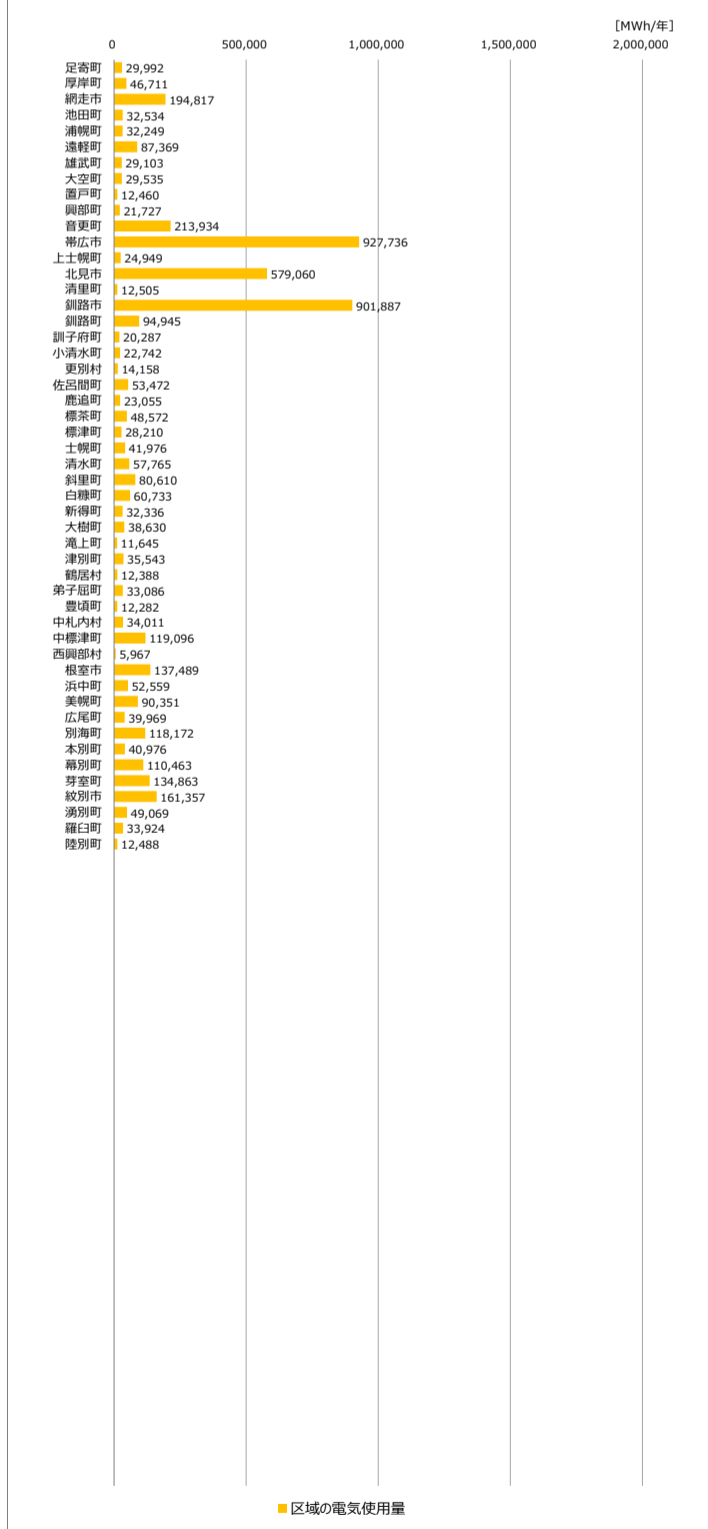 [MWh/年]
0 500,000 1,000,000 1,500,000 2,000,000
足寄町 29,992
厚岸町 46,711
網走市 194,817
池田町 32,534
浦幌町 32,249
遠軽町 87,369
雄武町 29,103
大空町 29,535
置戸町 12,460
興部町 21,727
音更町 213,934
帯広市 927,736
上士幌町 24,949
北見市 579,060
清里町 12,505
釧路市 901,887
釧路町 94,945
訓子府町 20,287
小清水町 22,742
更別村 14,158
佐呂間町 53,472
鹿追町 23,055
標茶町 48,572
標津町 28,210
士幌町 41,976
清水町 57,765
斜里町 80,610
白糠町 60,733
新得町 32,336
大樹町 38,630
滝上町 11,645
津別町 35,543
鶴居村 12,388
弟子屈町 33,086
豊頃町 12,282
中札内村 34,011
中標津町 119,096
西興部村 5,967
根室市 137,489
浜中町 52,559
美幌町 90,351
広尾町 39,969
別海町 118,172
本別町 40,976
幕別町 110,463
芽室町 134,863
紋別市 161,357
湧別町 49,069
羅臼町 33,924
陸別町 12,488
区域の電気使用量